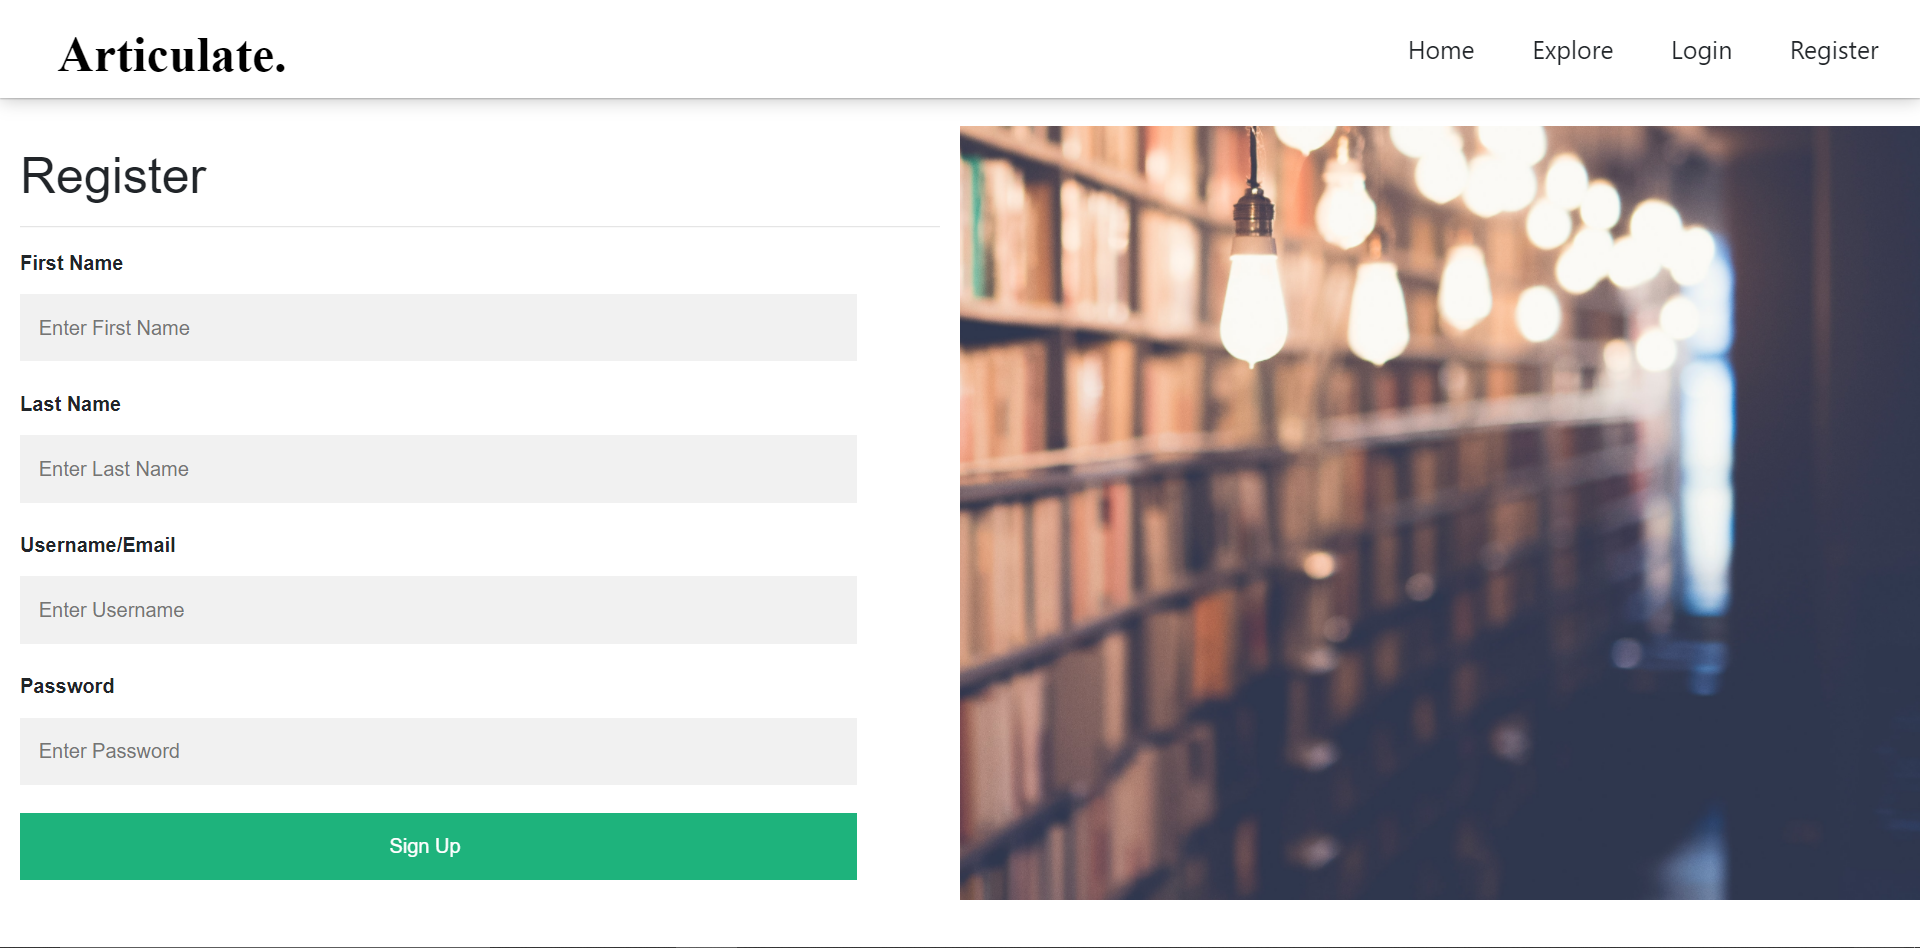 Articulate.
Home Explore Login Register
Register
First Name
Enter First Name
Last Name
Enter Last Name
Username/Email
Enter Username
Password
Enter Password
Sign Up